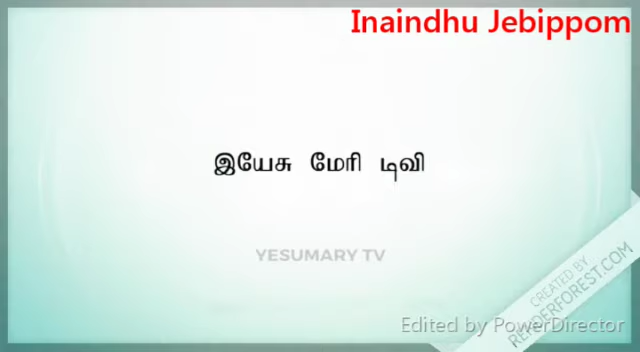 Inaindhu Jebippom
இயேசு மேரி டிவி
YESUMARY TV
CREATED BY
RENDERFOREST.COM
Edited by PowerDirector